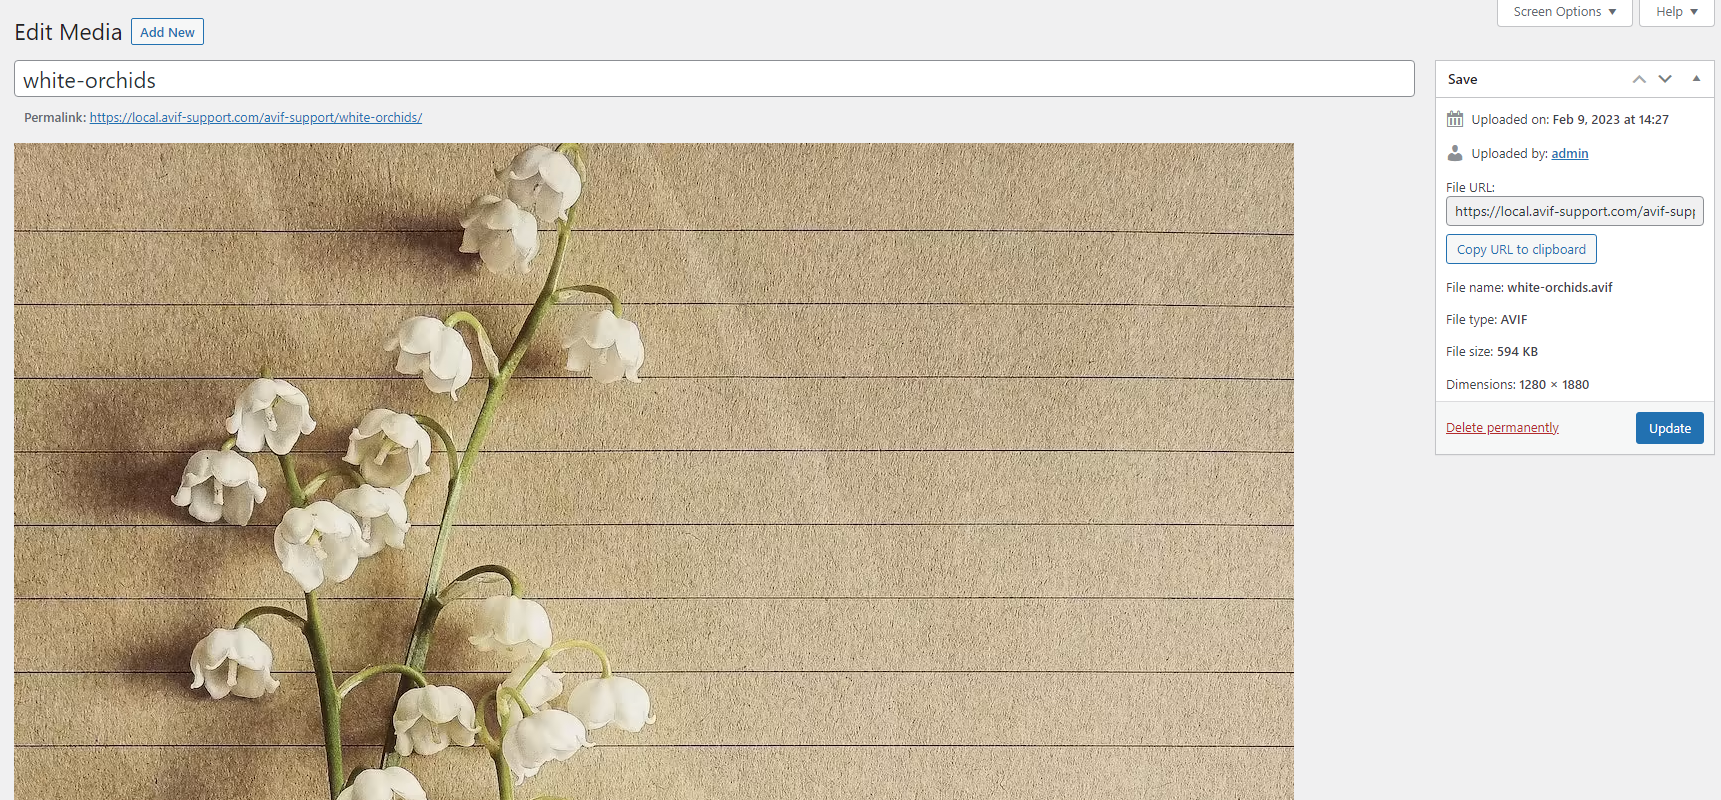 Screen Options
Help
Edit Media
Add New
white-orchids
Permalink: https://local.avif-support.com/avif-support/white-orchids/
Save
Uploaded on: Feb 9, 2023 at 14:27
Uploaded by: admin
File URL:
https://local.avif-support.com/avif-supp
Copy URL to clipboard
File name: white-orchids.avif
File type: AVIF
File size: 594 KB
Dimensions: 1280 × 1880
Delete permanently
Update